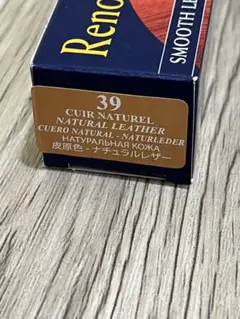 Reno
SMOOTH LE
39
CUIR NATUREL
NATURAL LEATHER
CUERO NATURAL - NATURLEDER
НАТУРАЛЬНАЯ КОЖА
皮原色 - ナチュラルレザー